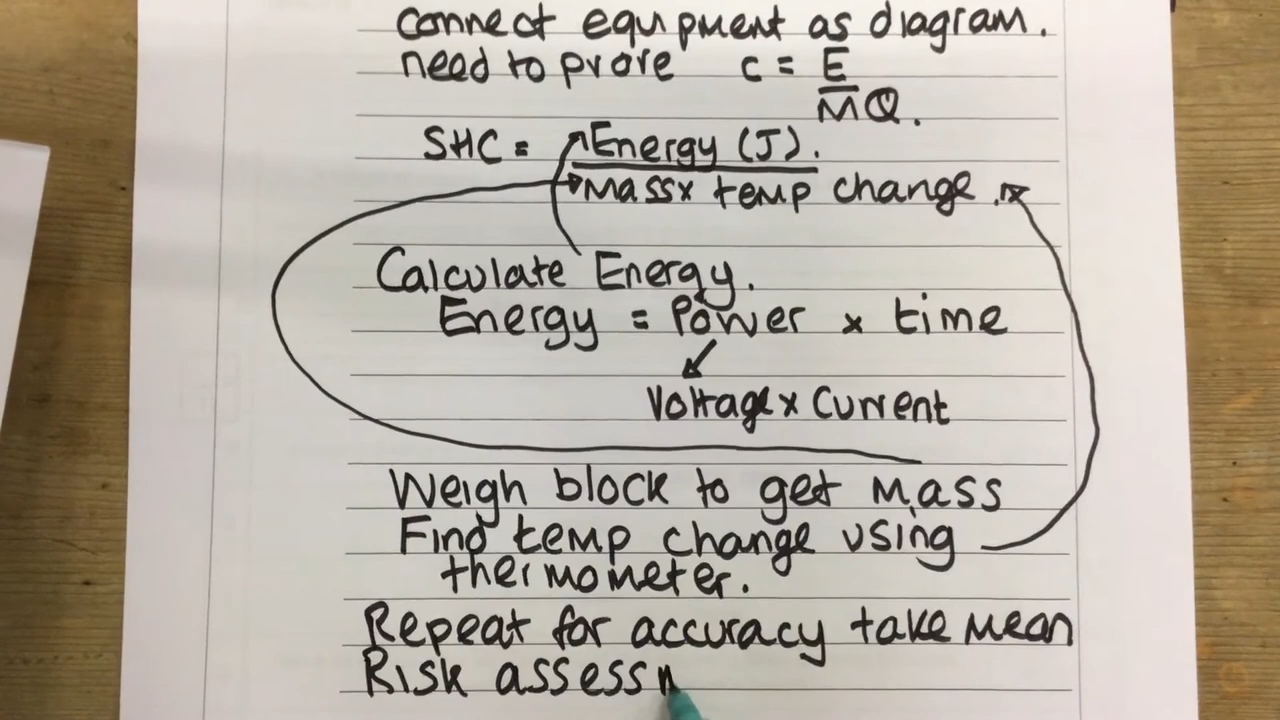 connect equipment as diagram.
need to prove c = E
MQ.
SHC = Energy (J).
Mass x temp change.
Calculate Energy.
Energy = Power x time
Voltage x Current
Weigh block to get Mass
Find temp change using
thermometer.
Repeat for accuracy take mean
Risk assess